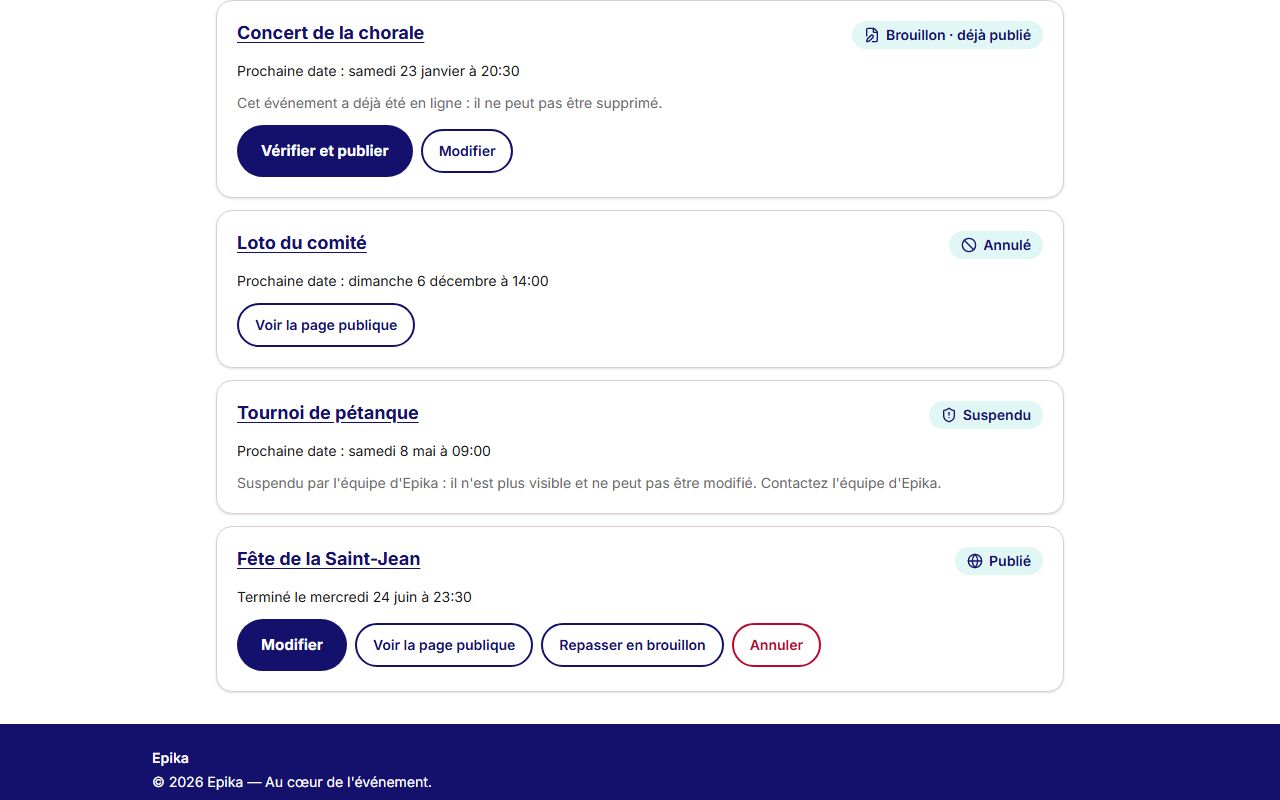 Concert de la chorale
Brouillon · déjà publié
Prochaine date : samedi 23 janvier à 20:30
Cet événement a déjà été en ligne : il ne peut pas être supprimé.
Vérifier et publier
Modifier
Loto du comité
Annulé
Prochaine date : dimanche 6 décembre à 14:00
Voir la page publique
Tournoi de pétanque
Suspendu
Prochaine date : samedi 8 mai à 09:00
Suspendu par l'équipe d'Epika : il n'est plus visible et ne peut pas être modifié. Contactez l'équipe d'Epika.
Fête de la Saint-Jean
Publié
Terminé le mercredi 24 juin à 23:30
Modifier
Voir la page publique
Repasser en brouillon
Annuler
Epika
© 2026 Epika — Au cœur de l'événement.